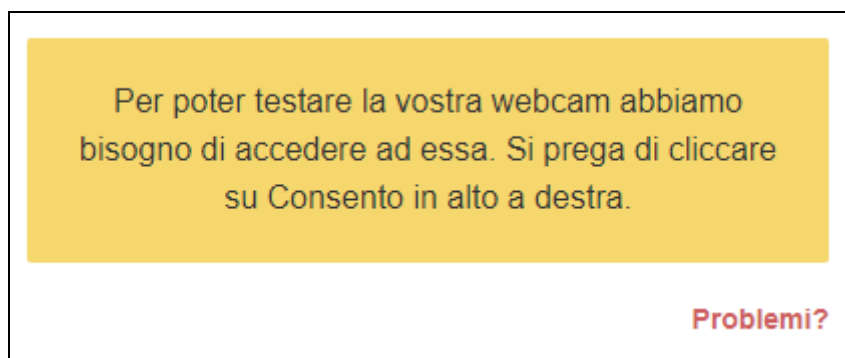 Per poter testare la vostra webcam abbiamo
bisogno di accedere ad essa. Si prega di cliccare
su Consento in alto a destra.
Problemi?